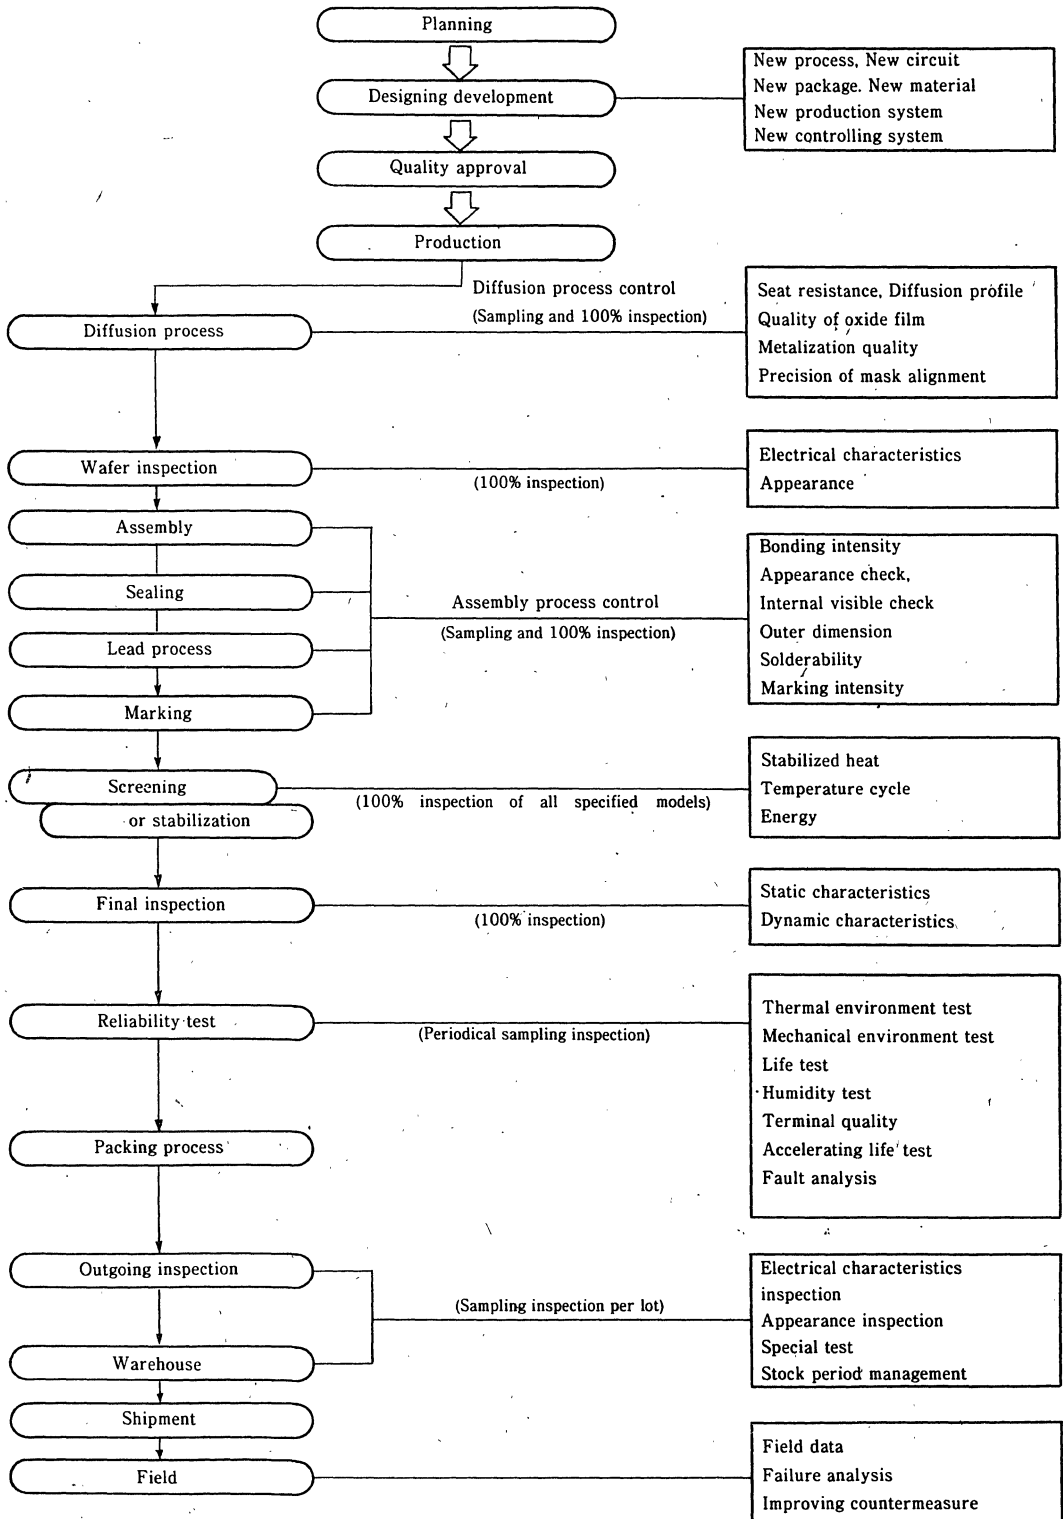 Planning
Designing development
New process, New circuit
New package. New material
New production system
New controlling system
Quality approval
Production
Diffusion process control
(Sampling and 100% inspection)
Diffusion process
Seat resistance, Diffusion profile
Quality of oxide film
Metalization quality
Precision of mask alignment
Wafer inspection
(100% inspection)
Electrical characteristics
Appearance
Assembly
Sealing
Lead process
Marking
Assembly process control
(Sampling and 100% inspection)
Bonding intensity
Appearance check,
Internal visible check
Outer dimension
Solderability
Marking intensity
Screening
or stabilization
(100% inspection of all specified models)
Stabilized heat
Temperature cycle
Energy
Final inspection
(100% inspection)
Static characteristics
Dynamic characteristics
Reliability test
(Periodical sampling inspection)
Thermal environment test
Mechanical environment test
Life test
Humidity test
Terminal quality
Accelerating life test
Fault analysis
Packing process
Outgoing inspection
Warehouse
(Sampling inspection per lot)
Electrical characteristics
inspection
Appearance inspection
Special test
Stock period management
Shipment
Field
Field data
Failure analysis
Improving countermeasure